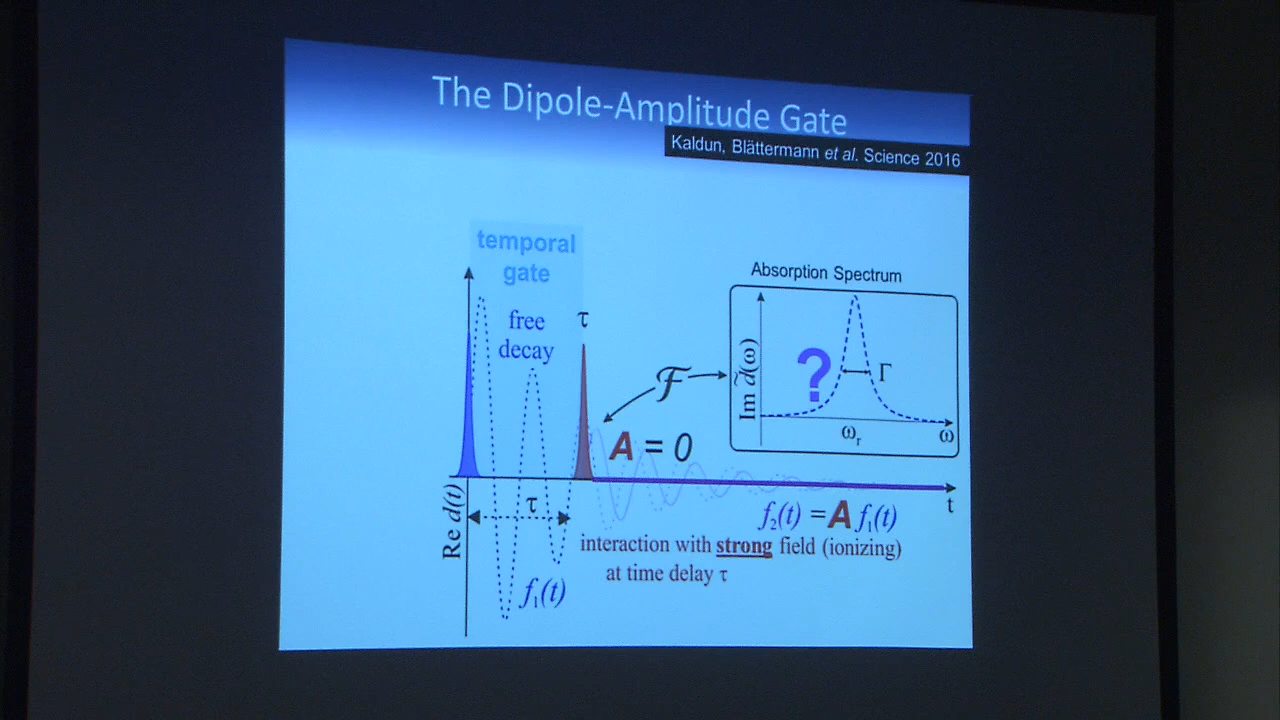 The Dipole-Amplitude Gate
Kaldun, Blättermann et al. Science 2016
temporal
gate
free
decay
τ
Absorption Spectrum
Im d̃(ω)
?
Γ
ωr
ω
ℱ
A = 0
Re d(t)
τ
t
f₂(t) = A f₁(t)
f₁(t)
interaction with strong field (ionizing)
at time delay τ